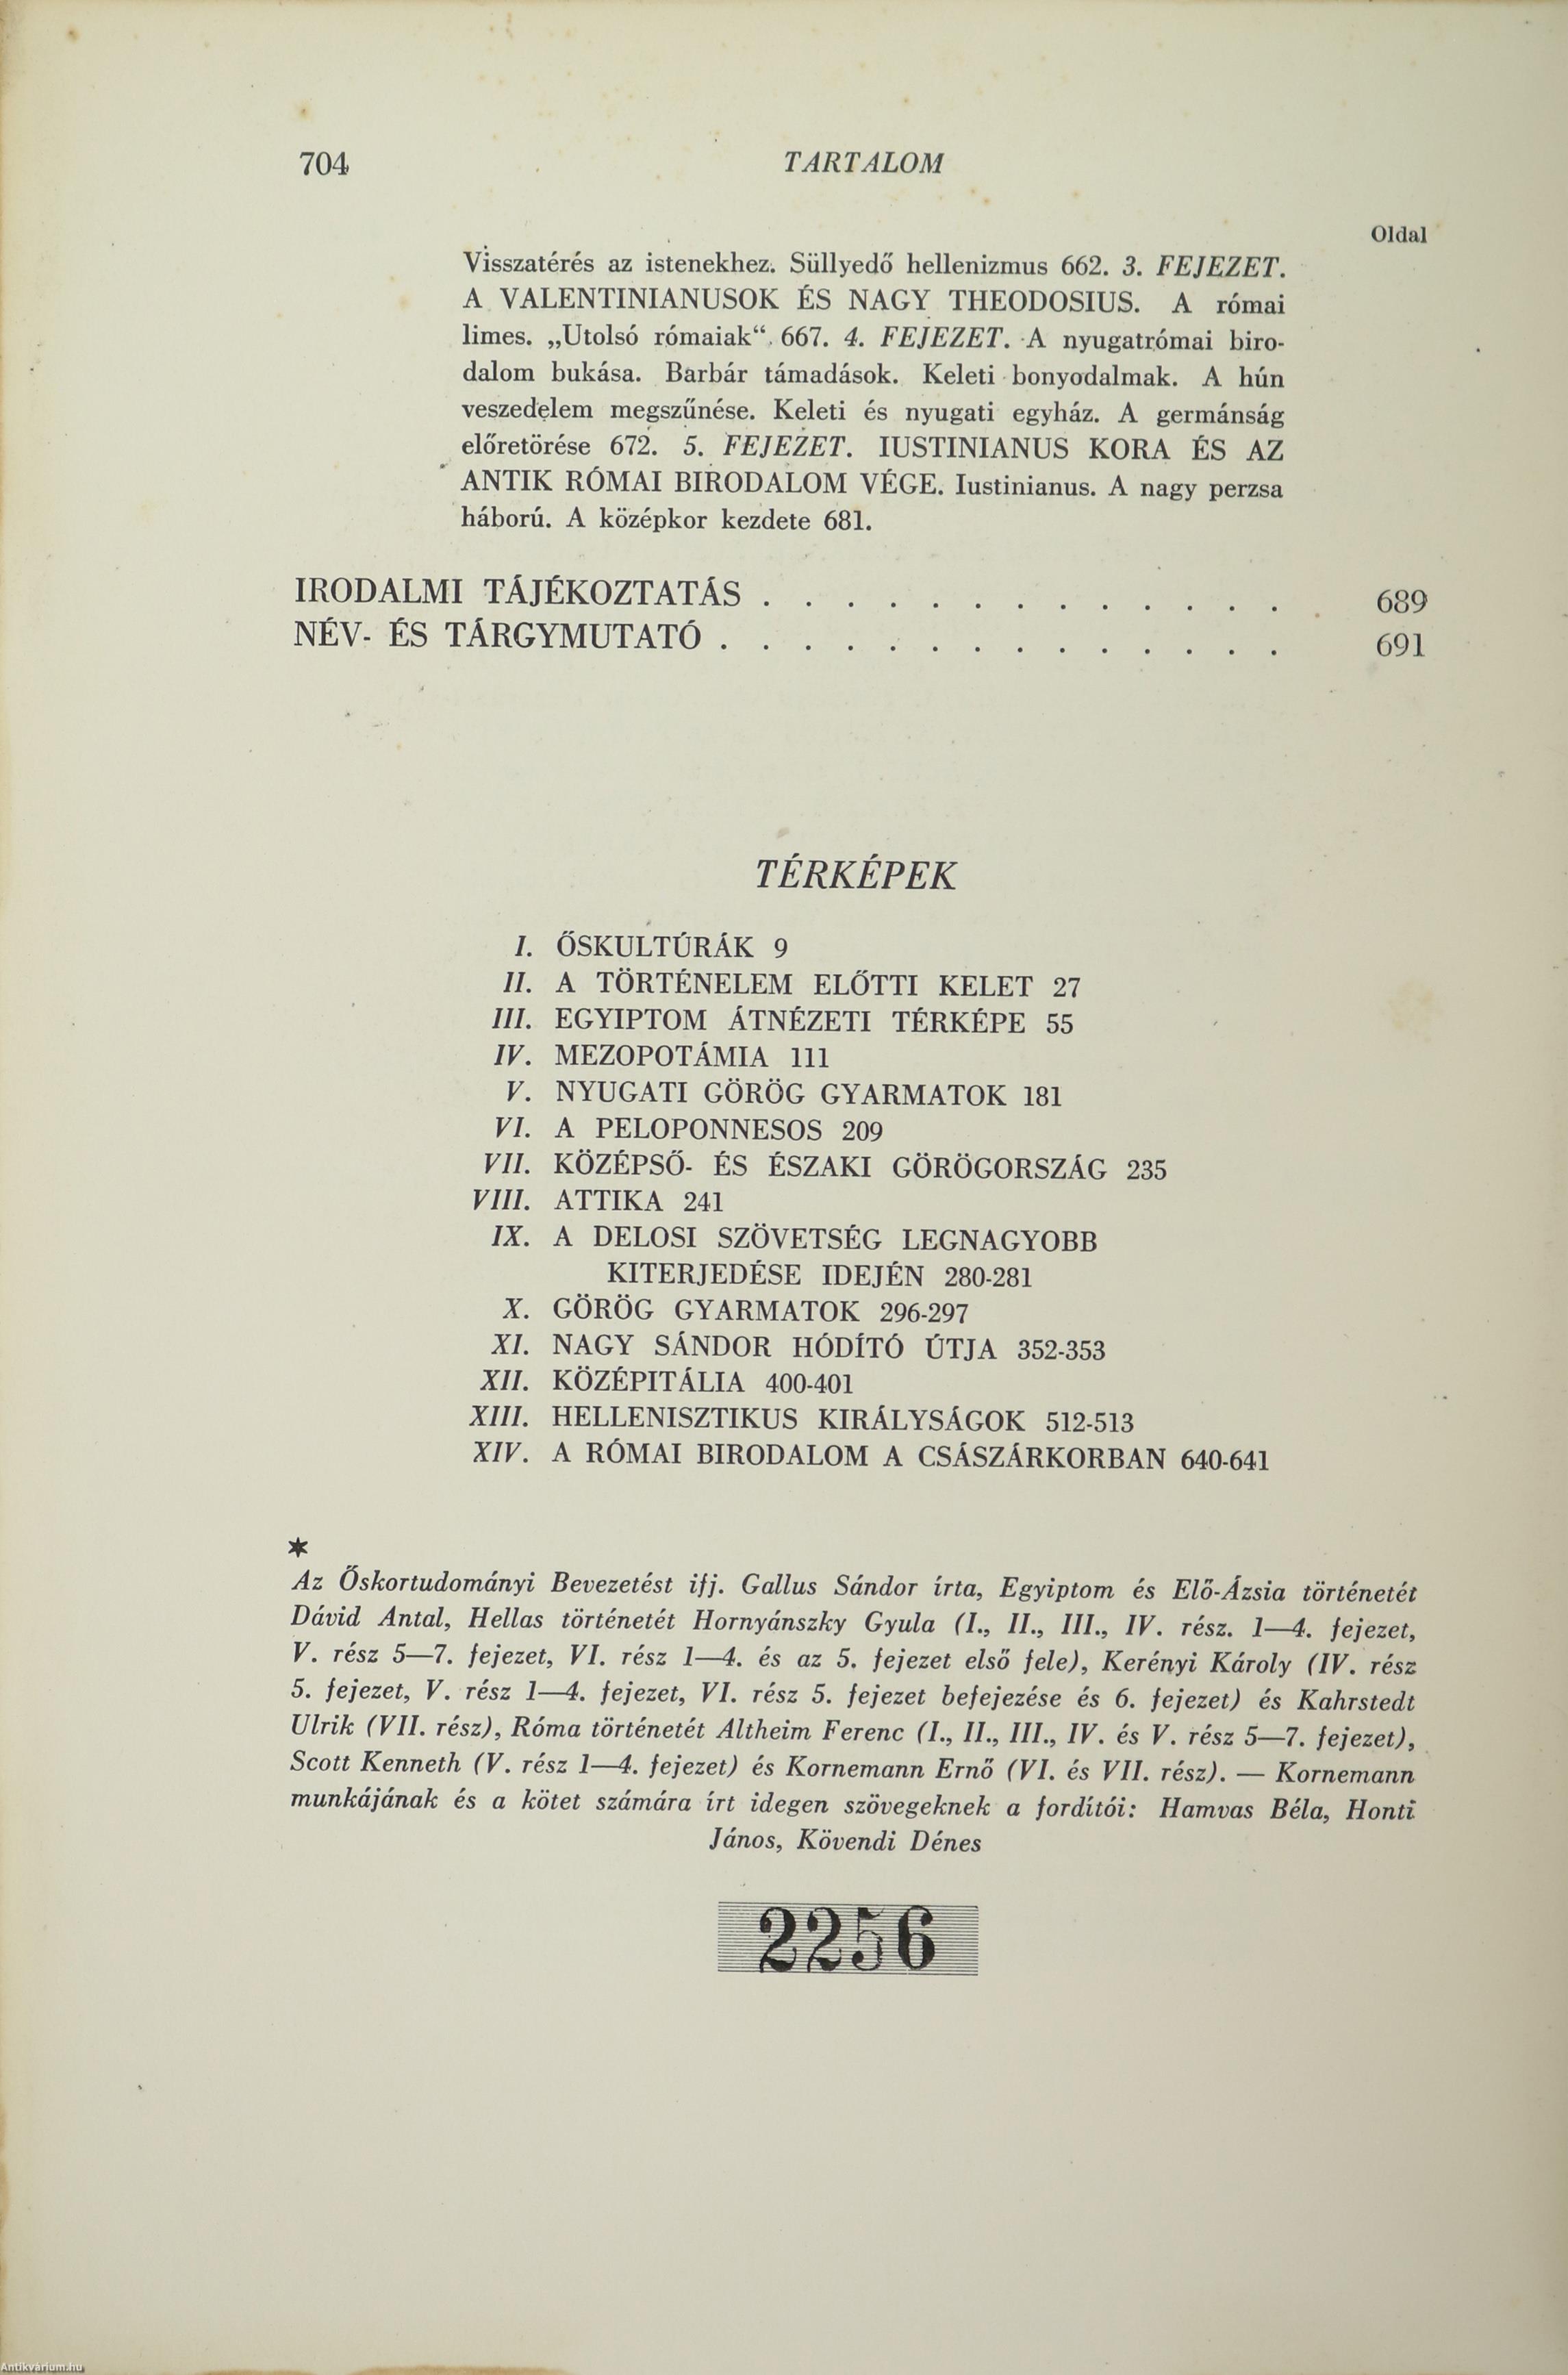 704 TARTALOM
Oldal
Visszatérés az istenekhez. Süllyedő hellenizmus 662. 3. FEJEZET.
A VALENTINIANUSOK ÉS NAGY THEODOSIUS. A római
limes. „Utolsó rómaiak“ 667. 4. FEJEZET. A nyugatrómai biro-
dalom bukása. Barbár támadások. Keleti bonyodalmak. A hún
veszedelem megszűnése. Keleti és nyugati egyház. A germánság
előretörése 672. 5. FEJEZET. IUSTINIANUS KORA ÉS AZ
ANTIK RÓMAI BIRODALOM VÉGE. Iustinianus. A nagy perzsa
háború. A középkor kezdete 681.
IRODALMI TÁJÉKOZTATÁS . . . . . . . . . . . . . 689
NÉV- ÉS TÁRGYMUTATÓ . . . . . . . . . . . . . . 691
TÉRKÉPEK
I. ŐSKULTÚRÁK 9
II. A TÖRTÉNELEM ELŐTTI KELET 27
III. EGYIPTOM ÁTNÉZETI TÉRKÉPE 55
IV. MEZOPOTÁMIA 111
V. NYUGATI GÖRÖG GYARMATOK 181
VI. A PELOPONNESOS 209
VII. KÖZÉPSŐ- ÉS ÉSZAKI GÖRÖGORSZÁG 235
VIII. ATTIKA 241
IX. A DELOSI SZÖVETSÉG LEGNAGYOBB
KITERJEDÉSE IDEJÉN 280-281
X. GÖRÖG GYARMATOK 296-297
XI. NAGY SÁNDOR HÓDÍTÓ ÚTJA 352-353
XII. KÖZÉPITÁLIA 400-401
XIII. HELLENISZTIKUS KIRÁLYSÁGOK 512-513
XIV. A RÓMAI BIRODALOM A CSÁSZÁRKORBAN 640-641
*
Az Őskortudományi Bevezetést ifj. Gallus Sándor írta, Egyiptom és Elő-Ázsia történetét
Dávid Antal, Hellas történetét Hornyánszky Gyula (I., II., III., IV. rész. 1—4. fejezet,
V. rész 5—7. fejezet, VI. rész 1—4. és az 5. fejezet első fele), Kerényi Károly (IV. rész
5. fejezet, V. rész 1—4. fejezet, VI. rész 5. fejezet befejezése és 6. fejezet) és Kahrstedt
Ulrik (VII. rész), Róma történetét Altheim Ferenc (I., II., III., IV. és V. rész 5—7. fejezet),
Scott Kenneth (V. rész 1—4. fejezet) és Kornemann Ernő (VI. és VII. rész). — Kornemann
munkájának és a kötet számára írt idegen szövegeknek a fordítói: Hamvas Béla, Honti
János, Kövendi Dénes
2256
Antikvárium.hu